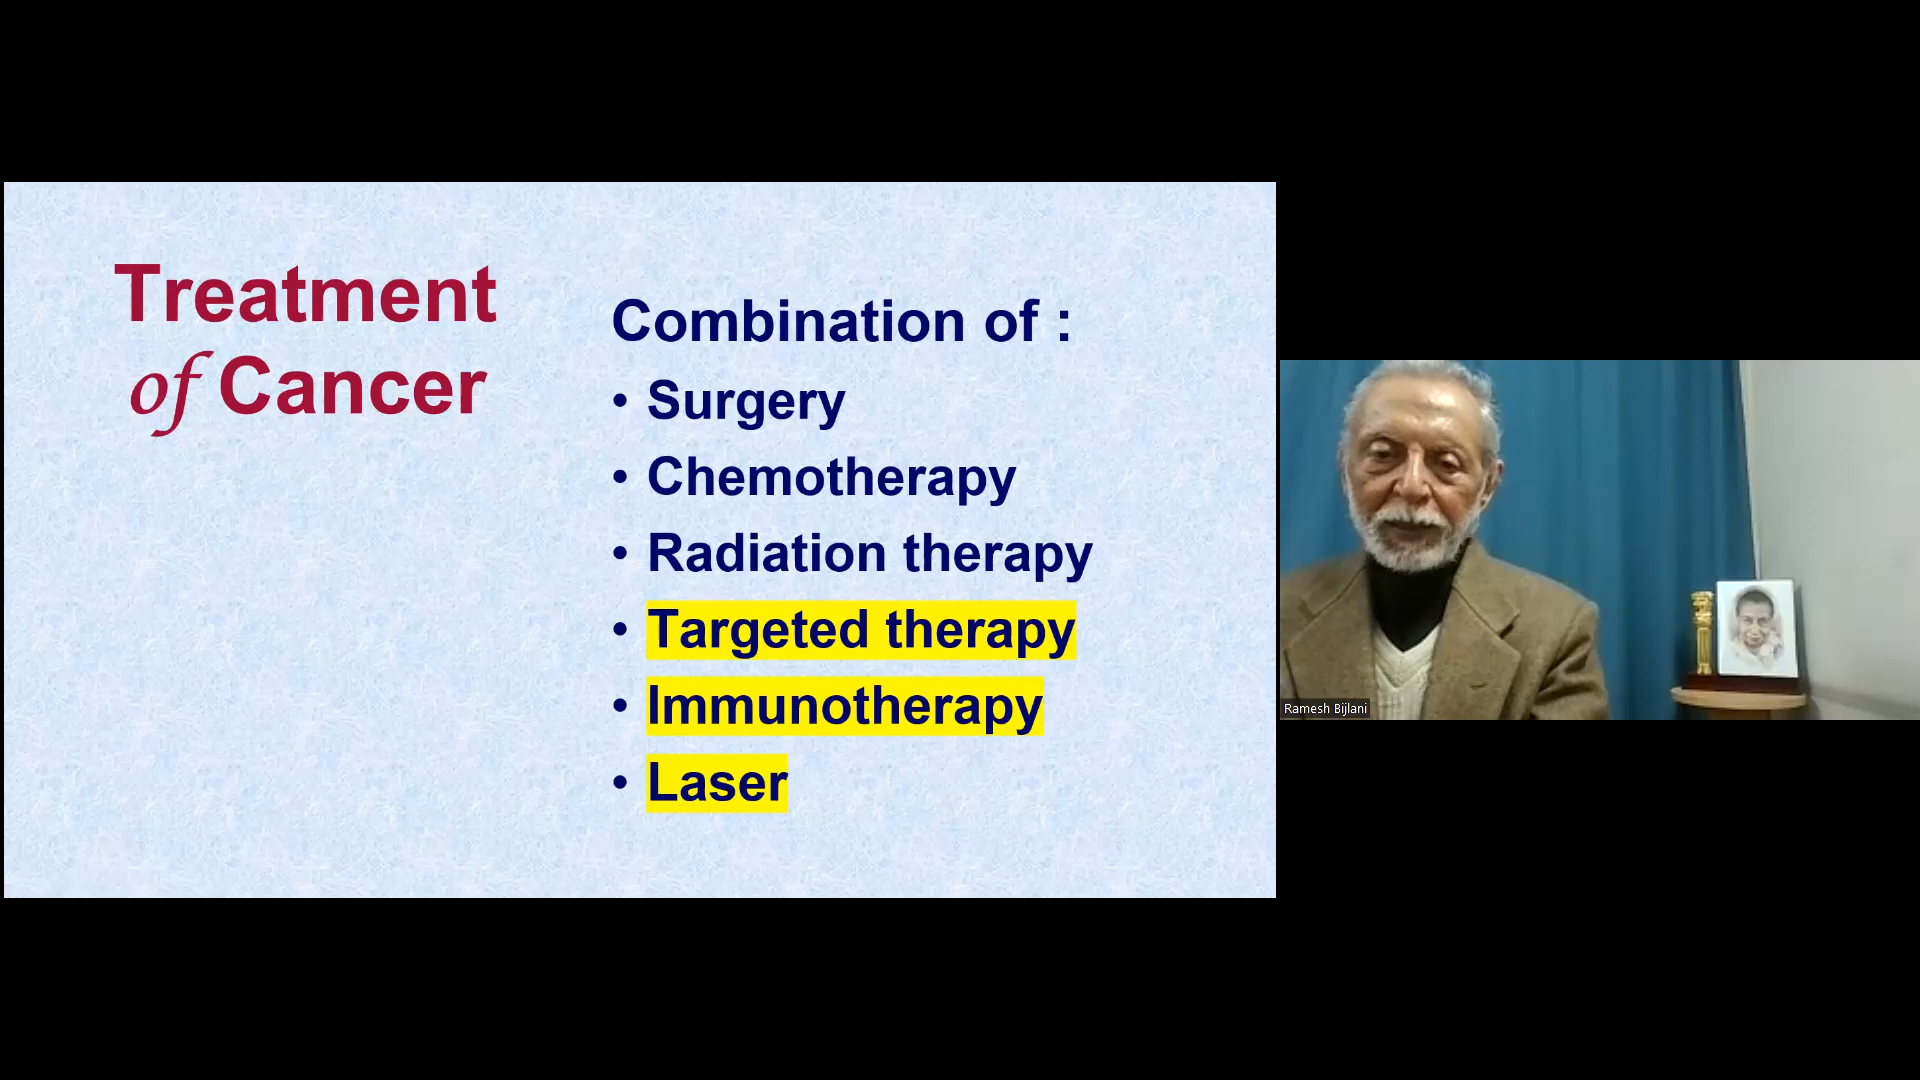 Treatment
of Cancer
Combination of :
• Surgery
• Chemotherapy
• Radiation therapy
• Targeted therapy
• Immunotherapy
• Laser
Ramesh Bijlani